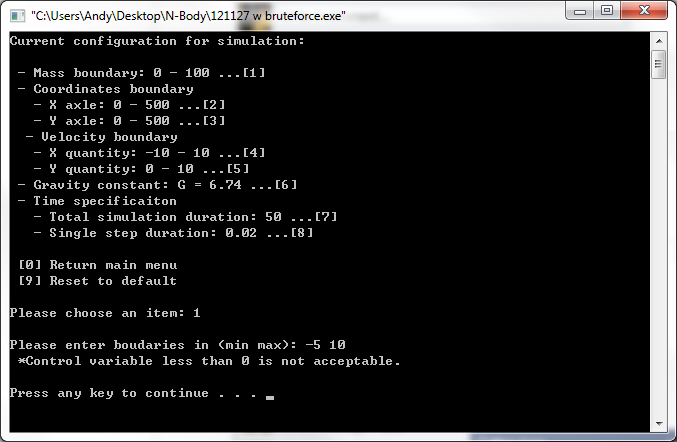 "C:\Users\Andy\Desktop\N-Body\121127 w bruteforce.exe"
Current configuration for simulation:
- Mass boundary: 0 - 100 ...[1]
- Coordinates boundary
- X axle: 0 - 500 ...[2]
- Y axle: 0 - 500 ...[3]
- Velocity boundary
- X quantity: -10 - 10 ...[4]
- Y quantity: 0 - 10 ...[5]
- Gravity constant: G = 6.74 ...[6]
- Time specificaiton
- Total simulation duration: 50 ...[7]
- Single step duration: 0.02 ...[8]
[0] Return main menu
[9] Reset to default
Please choose an item: 1
Please enter boudaries in (min max): -5 10
*Control variable less than 0 is not acceptable.
Press any key to continue . . . _